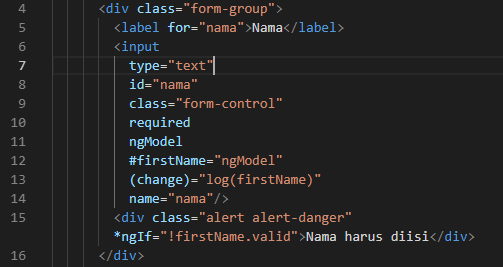 4 <div class="form-group">
5 <label for="nama">Nama</label>
6 <input
7 type="text"
8 id="nama"
9 class="form-control"
10 required
11 ngModel
12 #firstName="ngModel"
13 (change)="log(firstName)"
14 name="nama"/>
15 <div class="alert alert-danger"
*ngIf="!firstName.valid">Nama harus diisi</div>
16 </div>